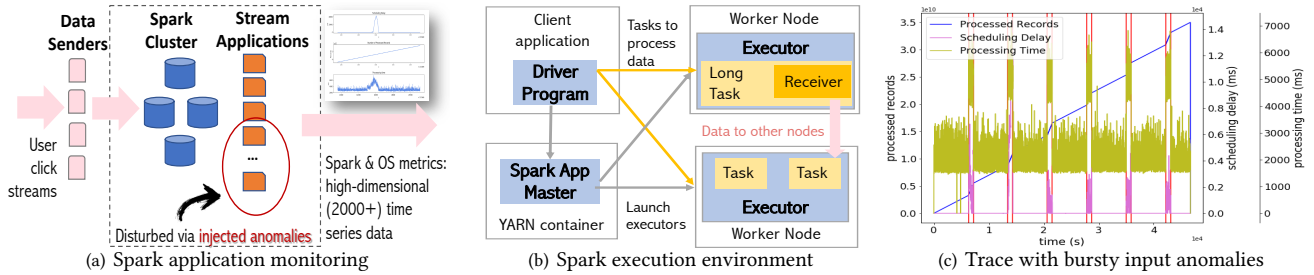 Data
Senders
Spark
Cluster
Stream
Applications
User
click
streams
...
Disturbed via injected anomalies
Spark & OS metrics:
high-dimensional
(2000+) time
series data
(a) Spark application monitoring
Client
application
Driver
Program
Tasks to
process
data
Worker Node
Executor
Long
Task
Receiver
Data to other nodes
Spark App
Master
YARN container
Launch
executors
Task
Task
Executor
Worker Node
(b) Spark execution environment
1e10
Processed Records
Scheduling Delay
Processing Time
3.5
3.0
2.5
2.0
1.5
1.0
0.5
0.0
processed records
0
1
2
3
4
1e4
time (s)
1.4
1.2
1.0
0.8
0.6
0.4
0.2
0.0
1e4
scheduling delay (ms)
7000
6000
5000
4000
3000
2000
1000
0
processing time (ms)
(c) Trace with bursty input anomalies